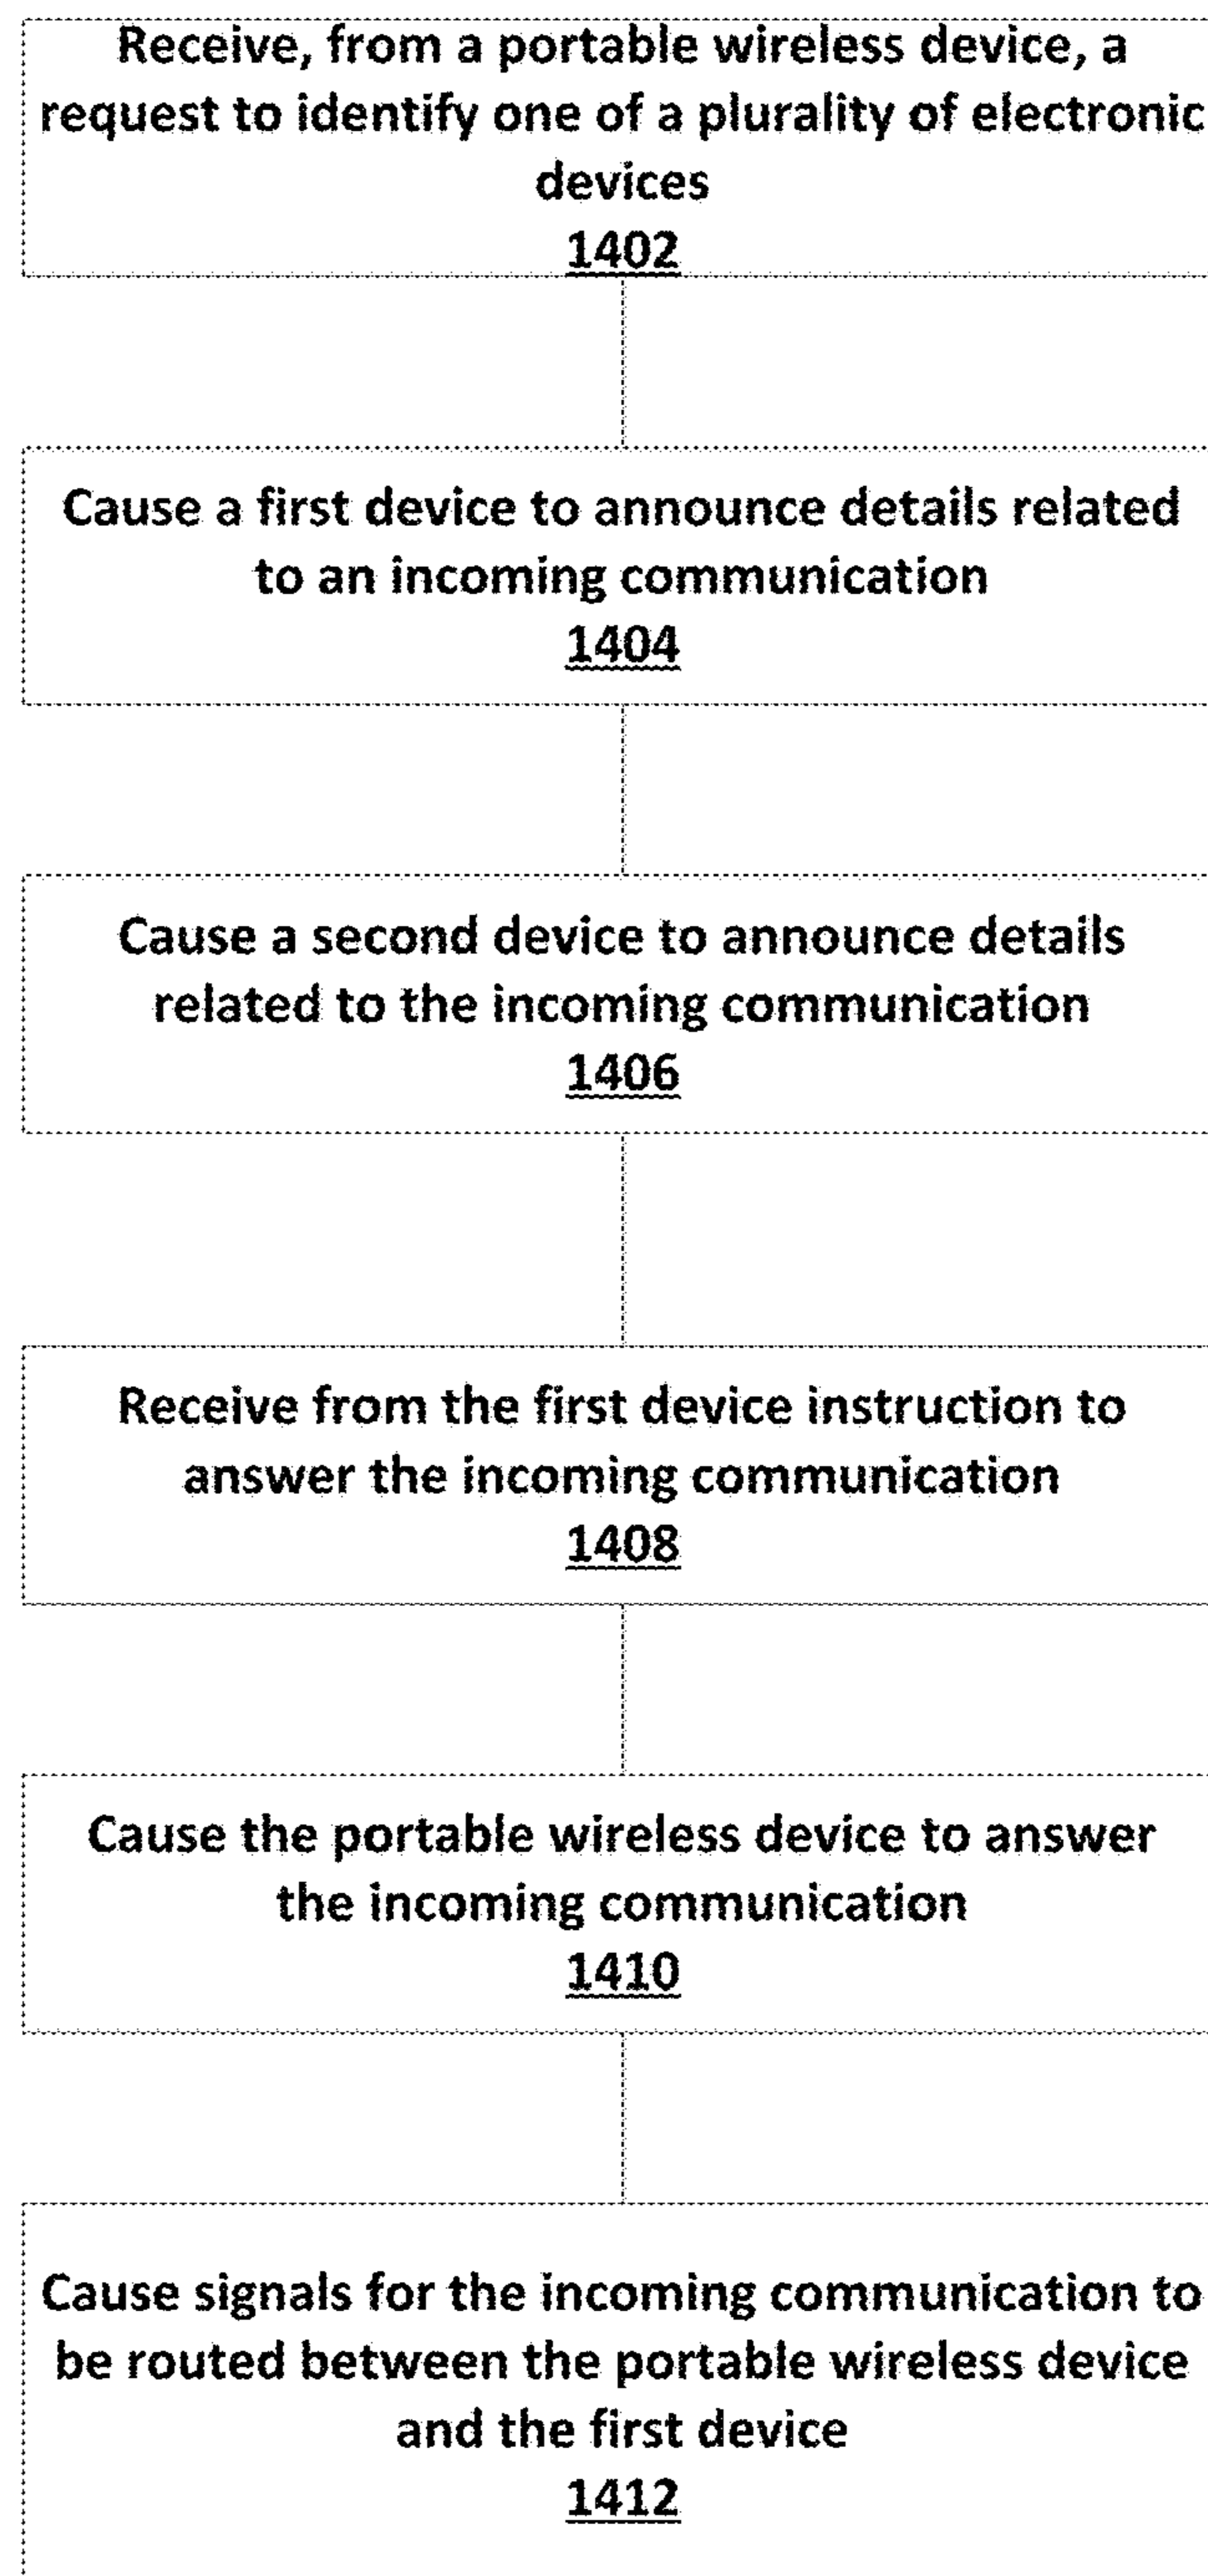 Receive, from a portable wireless device, a
request to identify one of a plurality of electronic
devices
1402
Cause a first device to announce details related
to an incoming communication
1404
Cause a second device to announce details
related to the incoming communication
1406
Receive from the first device instruction to
answer the incoming communication
1408
Cause the portable wireless device to answer
the incoming communication
1410
Cause signals for the incoming communication to
be routed between the portable wireless device
and the first device
1412